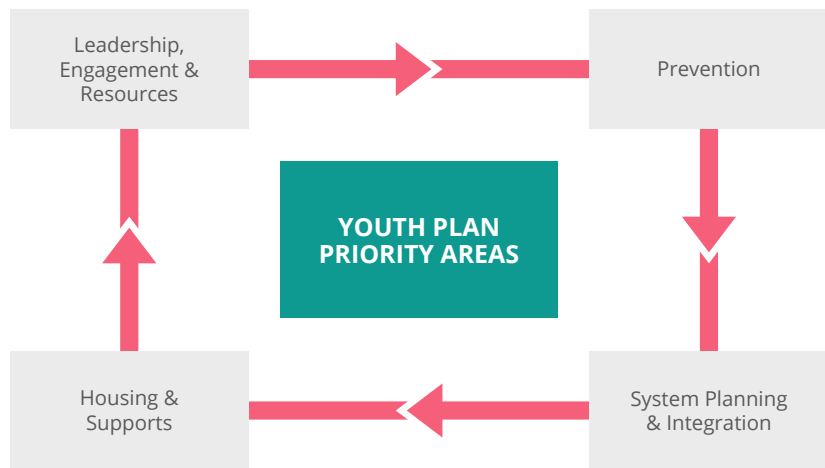 Leadership,
Engagement &
Resources
Prevention
YOUTH PLAN
PRIORITY AREAS
Housing &
Supports
System Planning
& Integration